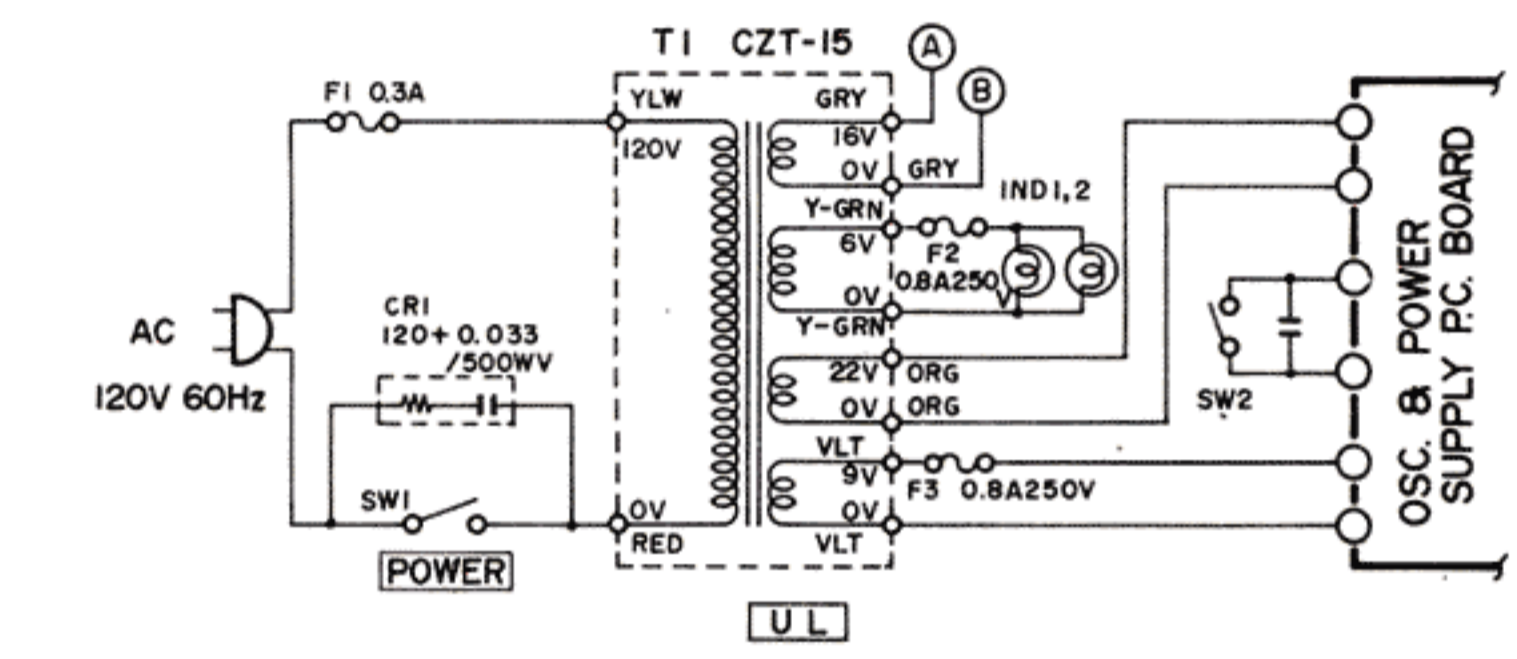 T1 CZT-15
A
B
F1 0.3A
YLW
120V
GRY
16V
0V
GRY
IND1,2
Y-GRN
6V
F2
0.8A250
V
0V
Y-GRN
AC
120V 60Hz
CR1
120+0.033
/500WV
22V ORG
0V ORG
VLT
9V
F3 0.8A250V
0V
VLT
SW1
POWER
0V
RED
UL
SW2
OSC. & POWER
SUPPLY P.C. BOARD